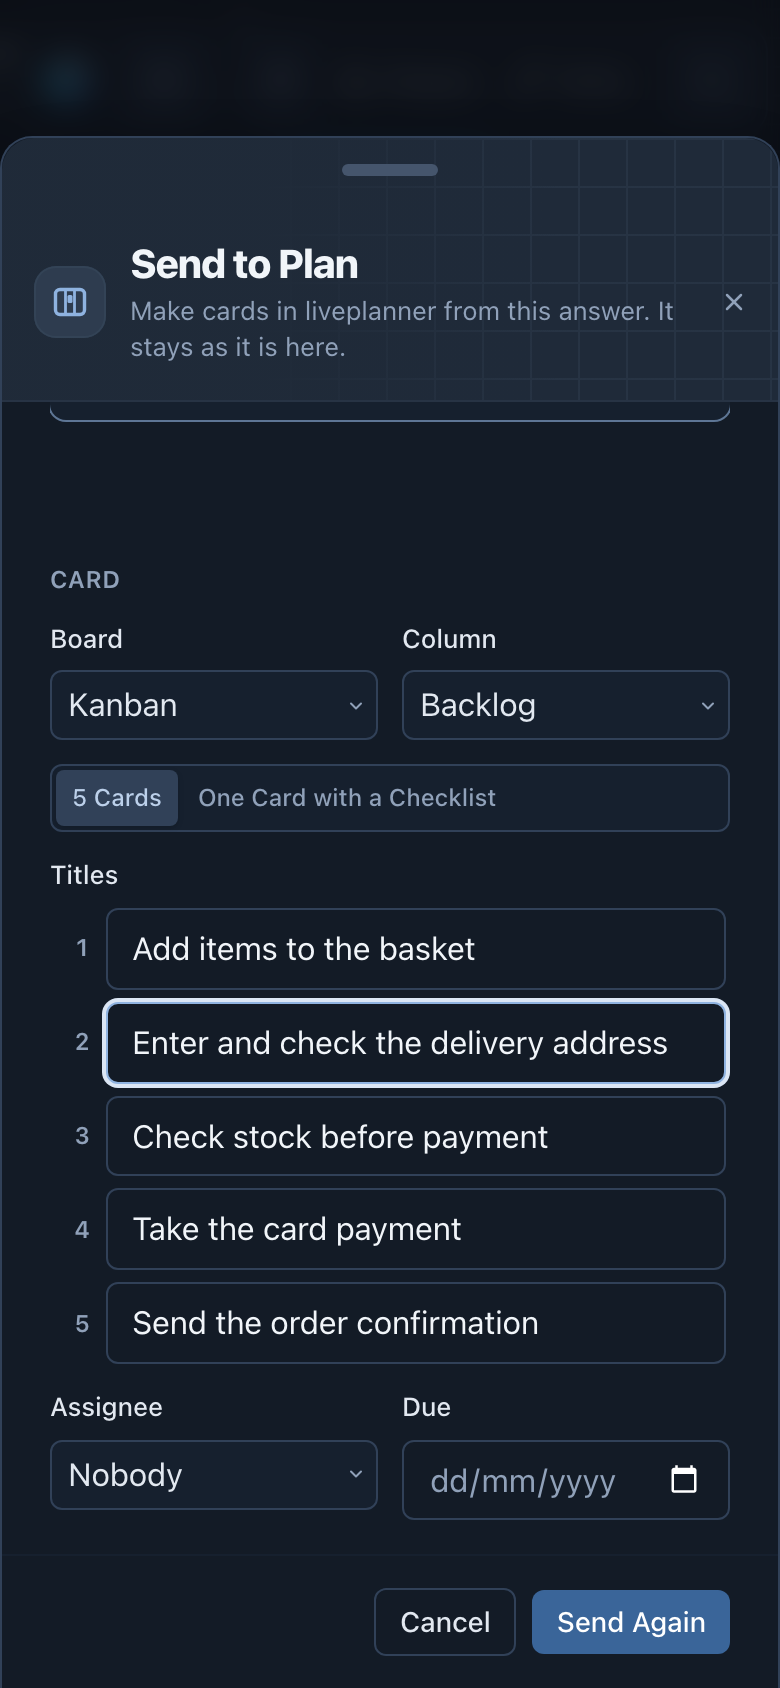 Send to Plan
Make cards in liveplanner from this answer. It
stays as it is here.
CARD
Board
Column
Kanban
Backlog
5 Cards
One Card with a Checklist
Titles
1
Add items to the basket
2
Enter and check the delivery address
3
Check stock before payment
4
Take the card payment
5
Send the order confirmation
Assignee
Due
Nobody
dd/mm/yyyy
Cancel
Send Again